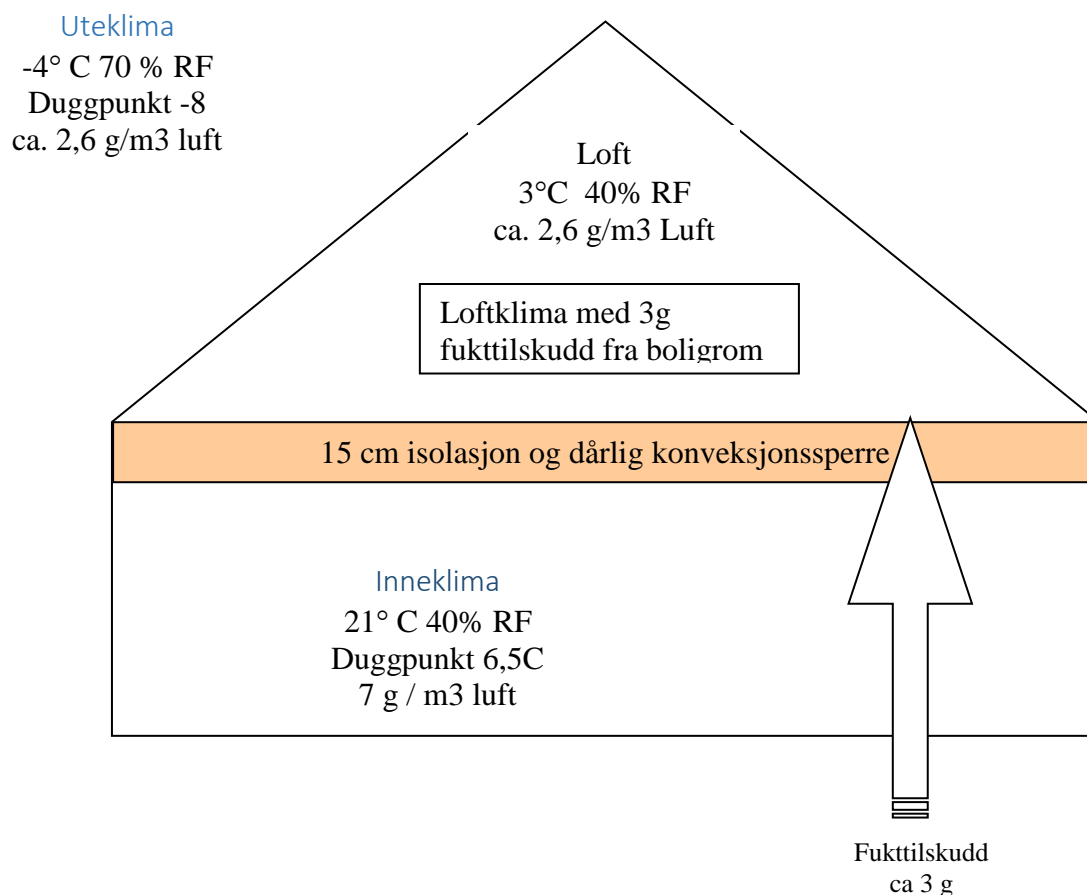 Uteklima
-4° C 70 % RF
Duggpunkt -8
ca. 2,6 g/m3 luft
Loft
3°C  40% RF
ca. 2,6 g/m3 Luft
Loftklima med 3g
fukttilskudd fra boligrom
15 cm isolasjon og dårlig konveksjonssperre
Inneklima
21° C 40% RF
Duggpunkt 6,5C
7 g / m3 luft
Fukttilskudd
ca 3 g